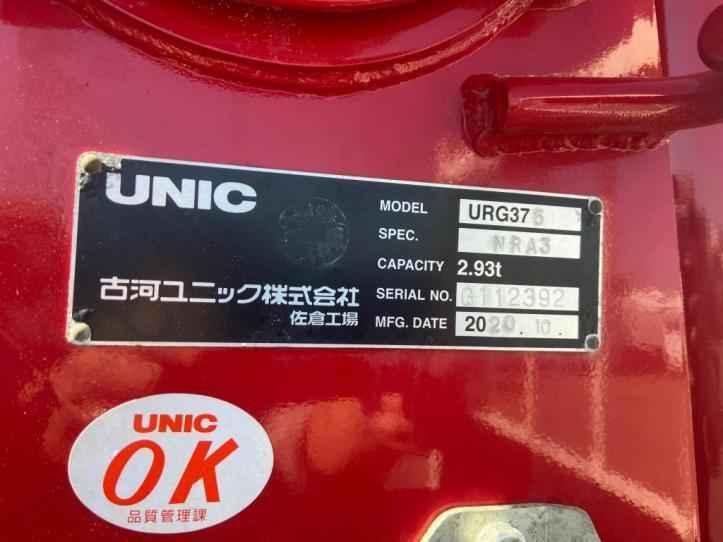 UNIC
MODEL URG375
SPEC. NRA3
CAPACITY 2.93t
SERIAL NO. G112392
MFG. DATE 2020.10.
古河ユニック株式会社
佐倉工場
UNIC
OK
品質管理課